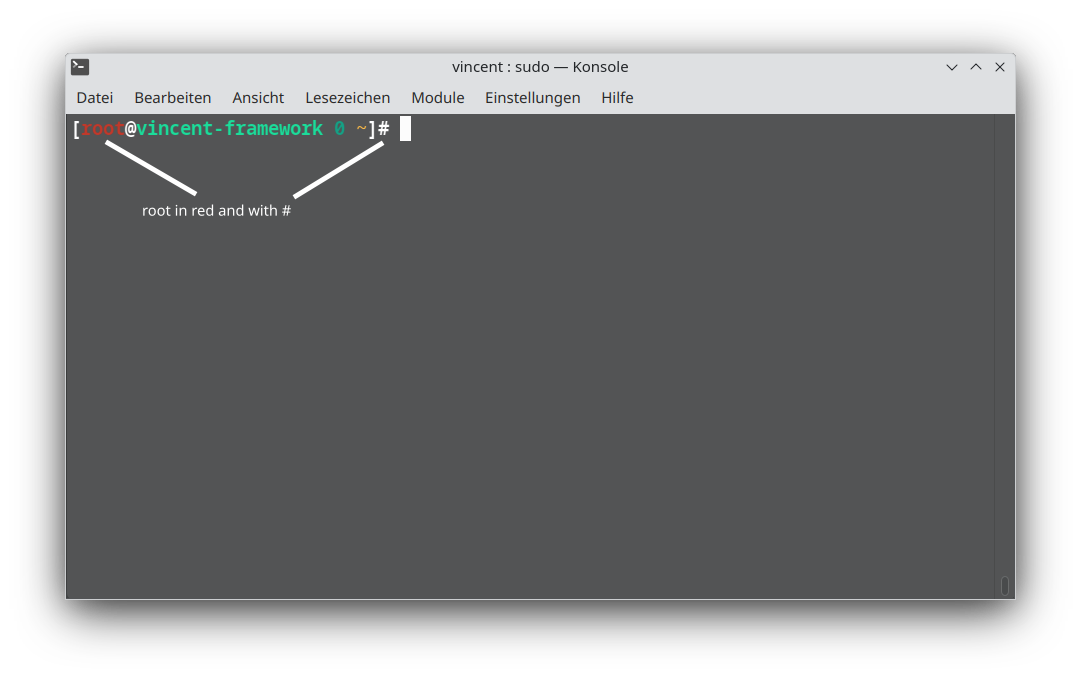 vincent : sudo — Konsole
Datei Bearbeiten Ansicht Lesezeichen Module Einstellungen Hilfe
[root@vincent-framework 0 ~]#
root in red and with #